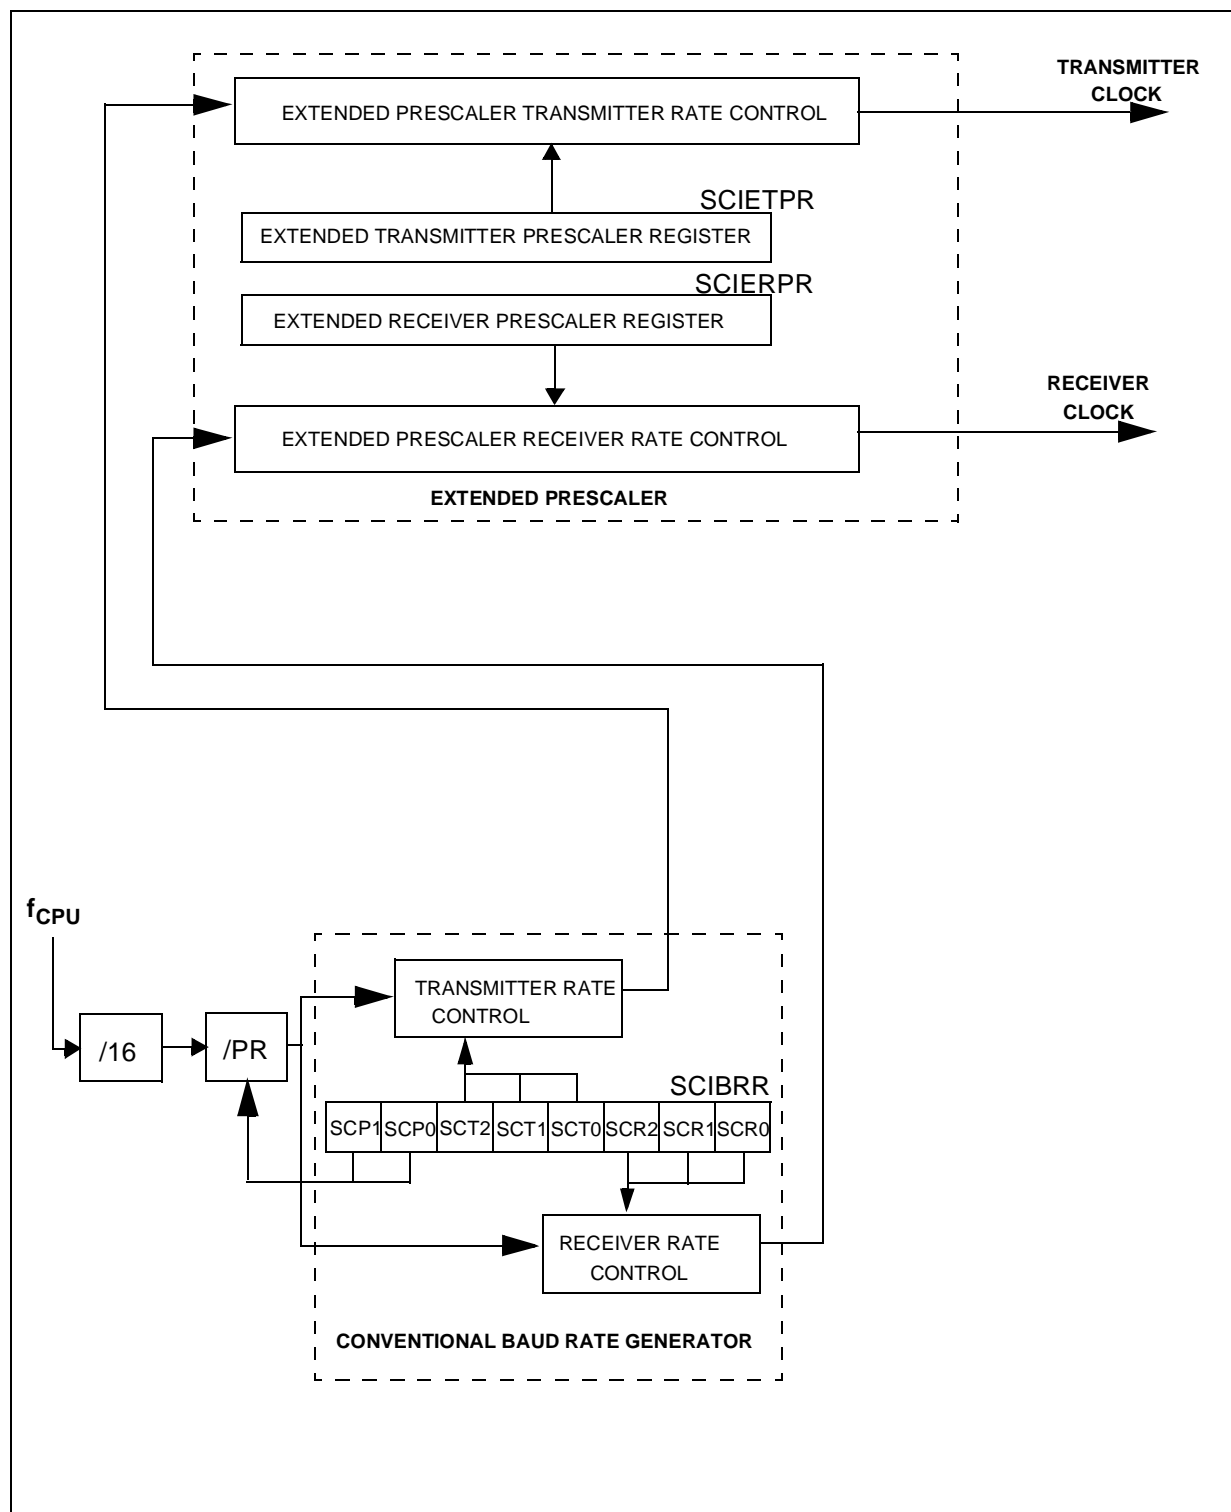 TRANSMITTER
CLOCK
EXTENDED PRESCALER TRANSMITTER RATE CONTROL
SCIETPR
EXTENDED TRANSMITTER PRESCALER REGISTER
SCIERPR
EXTENDED RECEIVER PRESCALER REGISTER
RECEIVER
CLOCK
EXTENDED PRESCALER RECEIVER RATE CONTROL
EXTENDED PRESCALER
fCPU
TRANSMITTER RATE
CONTROL
/16
/PR
SCIBRR
SCP1 SCP0 SCT2 SCT1 SCT0 SCR2 SCR1 SCR0
RECEIVER RATE
CONTROL
CONVENTIONAL BAUD RATE GENERATOR